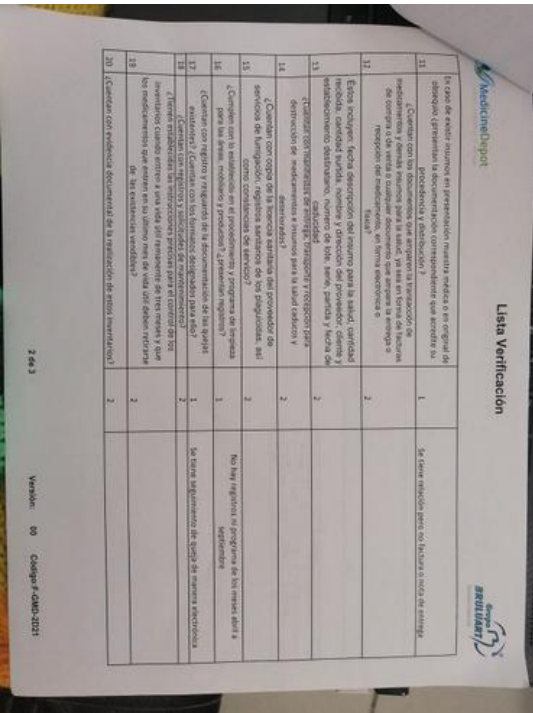 MedicineDepot
Lista Verificación
Grupo
BRULUART
11
En caso de existir insumos en presentación muestra médica o en original de
obsequio ¿presentan la documentación correspondiente que acredite su
procedencia y distribución?
1
Se tiene relación pero no factura o nota de entrega
12
¿Cuentan con los documentos que amparen la transacción de
medicamentos y demás insumos para la salud, ya sea en forma de facturas
de compra o de venta o cualquier documento que ampare la entrega o
recepción del medicamento, en forma electrónica o
física?
2
13
Estos incluyen: fecha descripción del insumo para la salud, cantidad
recibida, cantidad surtida, nombre y dirección del proveedor, cliente y
establecimiento destinatario, número de lote, serie, partida y fecha de
caducidad
2
14
¿Cuentan con manifiestos de entrega, transporte y recepción para
destrucción de medicamentos e insumos para la salud caducos y
deteriorados?
2
15
¿Cuentan con copia de la licencia sanitaria del proveedor de
servicios de fumigación, registros sanitarios de los plaguicidas, así
como constancias de servicio?
2
16
¿Cumplen con lo establecido en el procedimiento y programa de limpieza
para las áreas, mobiliario y productos? ¿presentan registros?
1
No hay registros ni programa de los meses abril a
septiembre
17
¿Cuentan con registro y resguardo de la documentación de las quejas
existentes? ¿Cuentan con los formatos designados para ello?
1
Se tiene seguimiento de queja de manera electrónica
18
¿Cuentan con registros y solicitudes de mantenimiento?
2
19
¿Tienen establecidas las instrucciones precisas para el control de los
inventarios cuando entren a una vida útil remanente de tres meses y que
los medicamentos que entren en su último mes de vida útil deben retirarse
de las existencias vendibles?
2
20
¿Cuentan con evidencia documental de la realización de estos inventarios?
2
2 de 3
Versión: 00
Código F-GMD-2D21